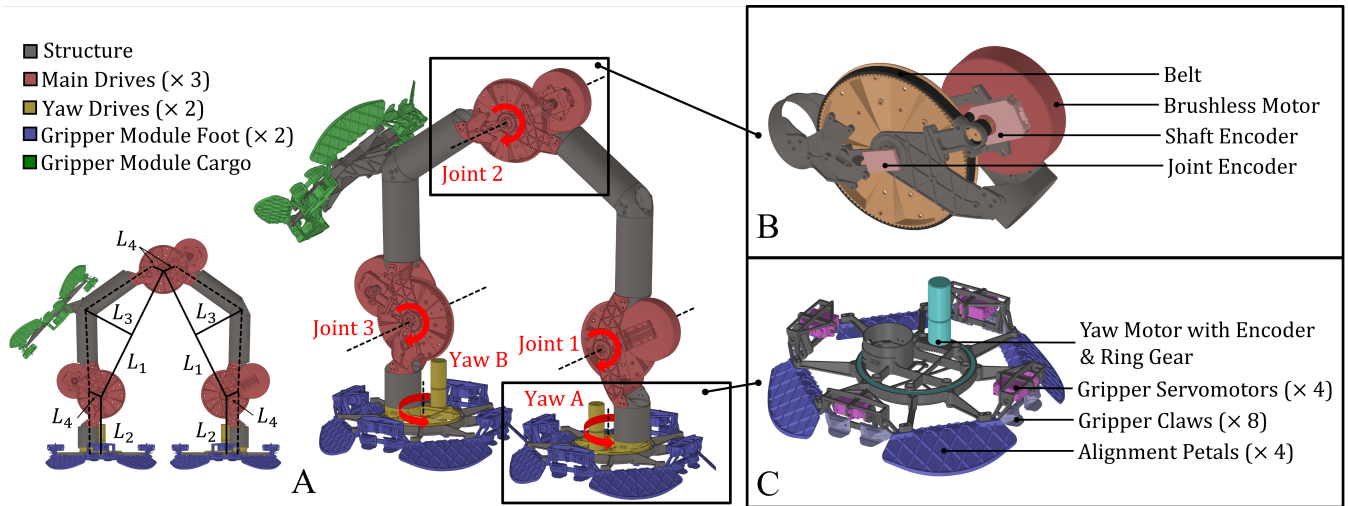 Structure
Main Drives (× 3)
Yaw Drives (× 2)
Gripper Module Foot (× 2)
Gripper Module Cargo
L4
L3
L3
L1
L1
L4
L4
L2
L2
Joint 2
Joint 3
Joint 1
Yaw B
Yaw A
A
Belt
Brushless Motor
Shaft Encoder
Joint Encoder
B
Yaw Motor with Encoder
& Ring Gear
Gripper Servomotors (× 4)
Gripper Claws (× 8)
Alignment Petals (× 4)
C